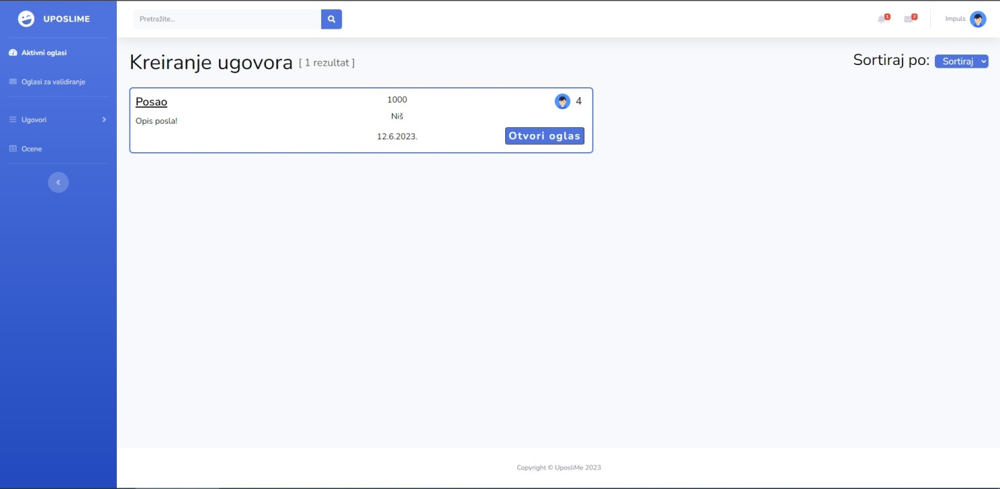 UPOSLIME
Pretražite...
1
7
Impuls
Aktivni oglasi
Oglasi za validiranje
Ugovori
Ocene
Kreiranje ugovora [ 1 rezultat ]
Sortiraj po: Sortiraj
Posao
Opis posla!
1000
Niš
12.6.2023.
4
Otvori oglas
Copyright © UposliMe 2023